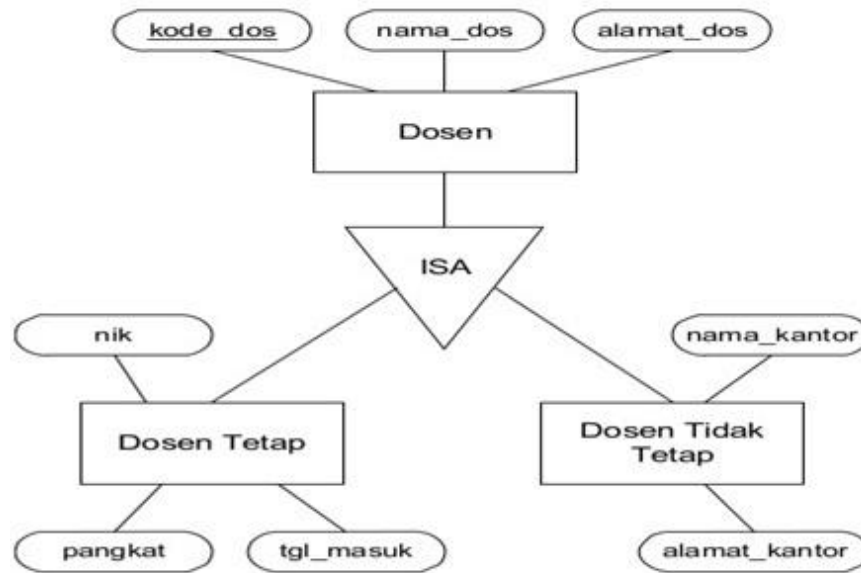 kode_dos
nama_dos
alamat_dos
Dosen
ISA
nik
nama_kantor
Dosen Tetap
Dosen Tidak
Tetap
pangkat
tgl_masuk
alamat_kantor